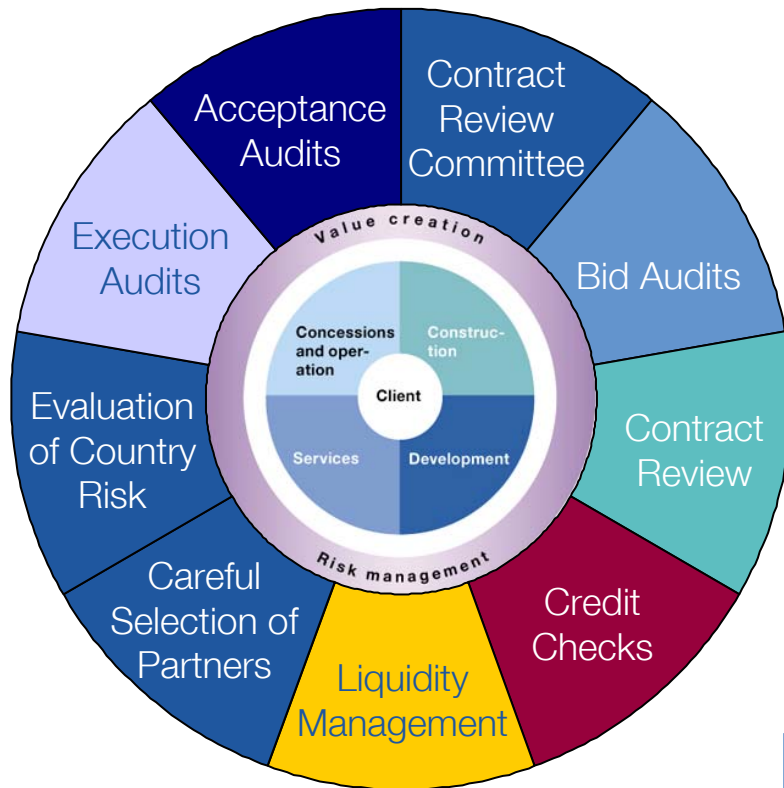 Acceptance
Audits
Contract
Review
Committee
Bid Audits
Contract
Review
Credit
Checks
Liquidity
Management
Careful
Selection of
Partners
Evaluation
of Country
Risk
Execution
Audits
Value creation
Concessions
and oper-
ation
Construc-
tion
Client
Services
Development
Risk management